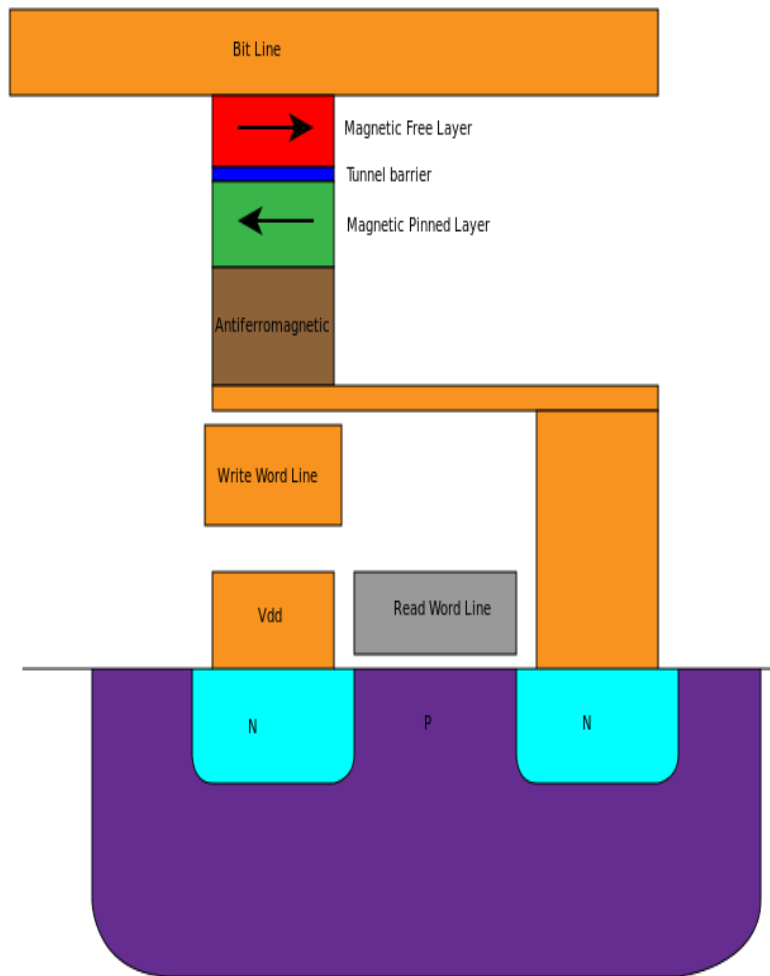 Bit Line
Magnetic Free Layer
Tunnel barrier
Magnetic Pinned Layer
Antiferromagnetic
Write Word Line
Vdd
Read Word Line
N
P
N